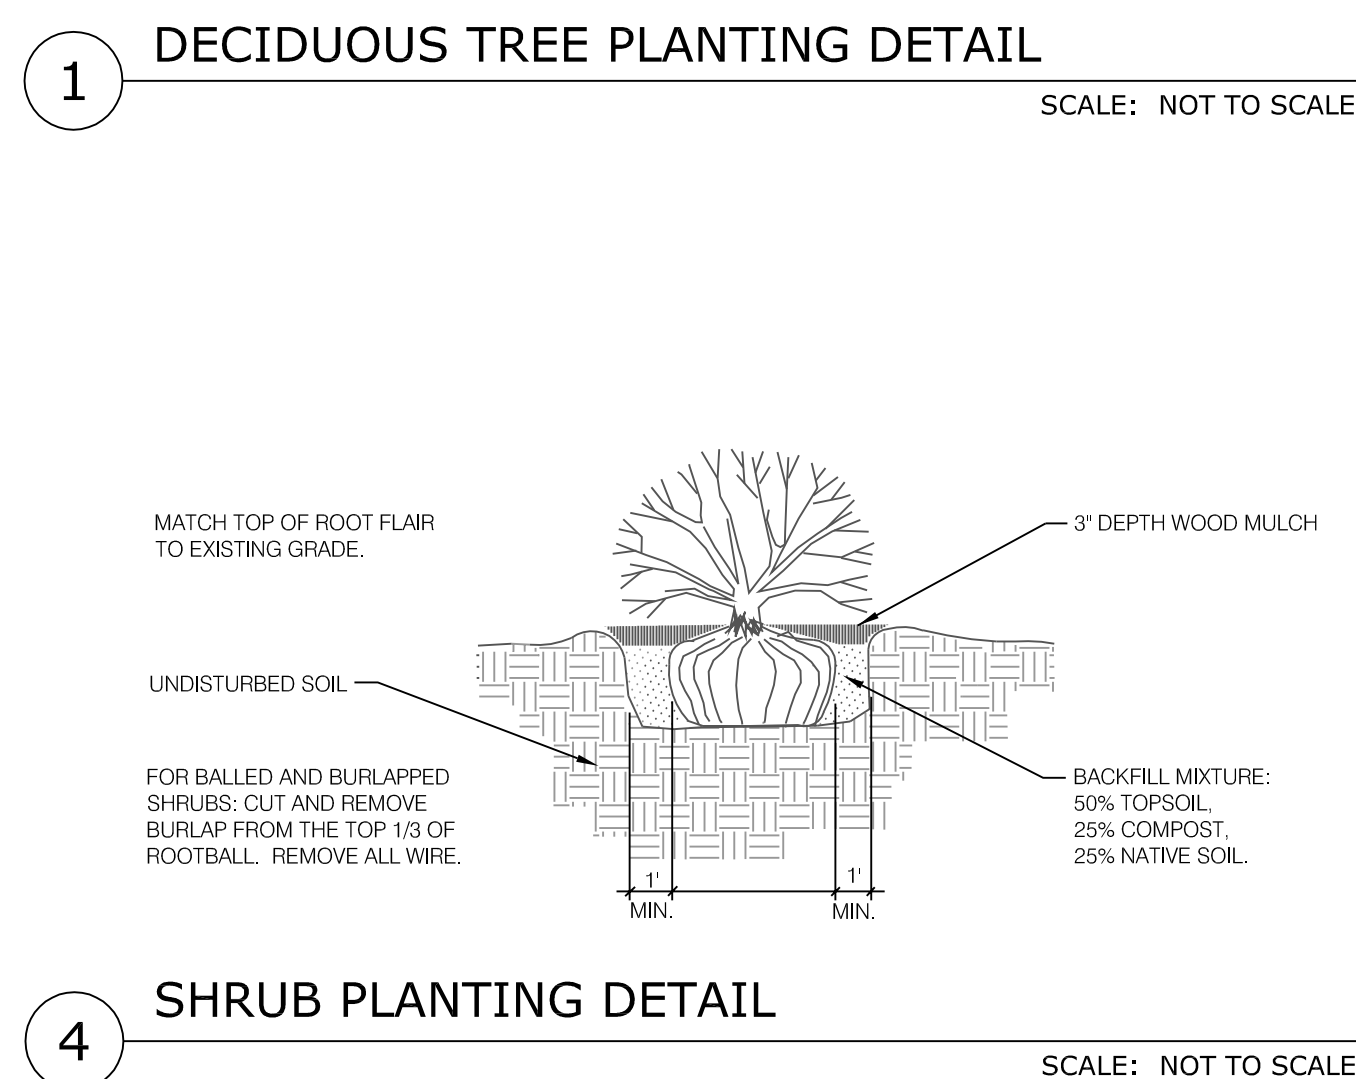 1
DECIDUOUS TREE PLANTING DETAIL
SCALE: NOT TO SCALE
MATCH TOP OF ROOT FLAIR
TO EXISTING GRADE.
3" DEPTH WOOD MULCH
UNDISTURBED SOIL
FOR BALLED AND BURLAPPED
SHRUBS: CUT AND REMOVE
BURLAP FROM THE TOP 1/3 OF
ROOTBALL. REMOVE ALL WIRE.
BACKFILL MIXTURE:
50% TOPSOIL,
25% COMPOST,
25% NATIVE SOIL.
1'
MIN.
1'
MIN.
4
SHRUB PLANTING DETAIL
SCALE: NOT TO SCALE